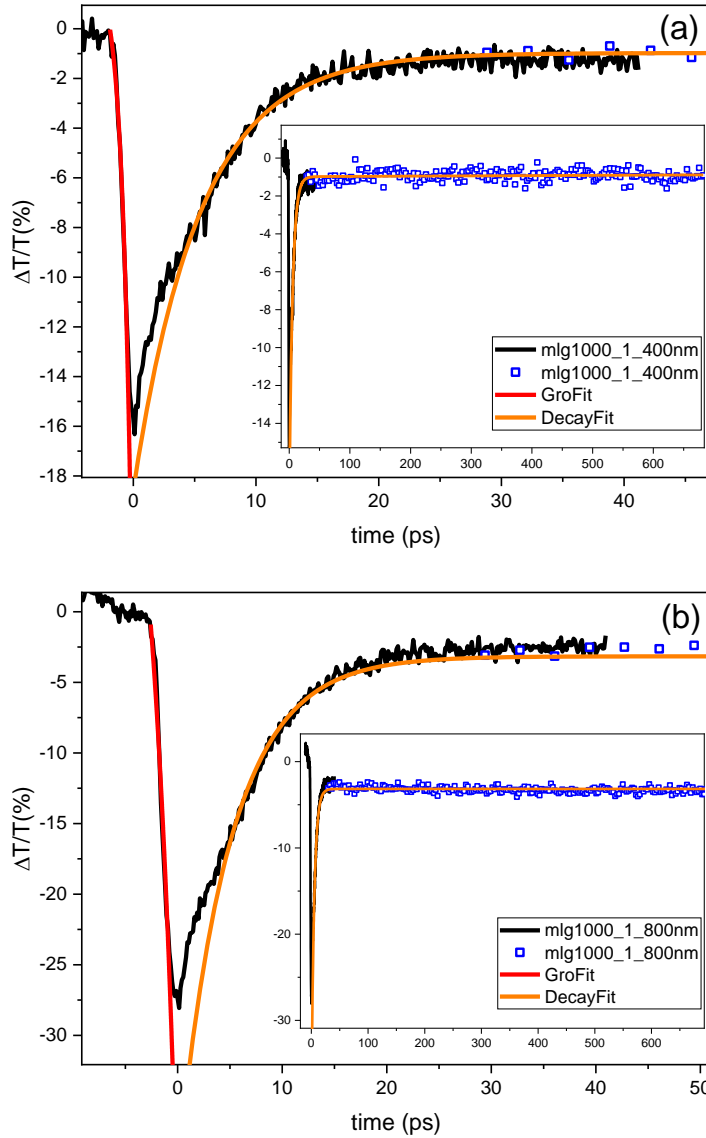 (a)
0
-2
-4
-6
-8
-10
-12
-14
-16
-18
ΔT/T(%)
0 10 20 30 40
time (ps)
0
-2
-4
-6
-8
-10
-12
-14
0 100 200 300 400 500 600
mlg1000_1_400nm
mlg1000_1_400nm
GroFit
DecayFit
(b)
0
-5
-10
-15
-20
-25
-30
ΔT/T(%)
0 10 20 30 40 50
time (ps)
0
-10
-20
-30
0 100 200 300 400 500 600
mlg1000_1_800nm
mlg1000_1_800nm
GroFit
DecayFit